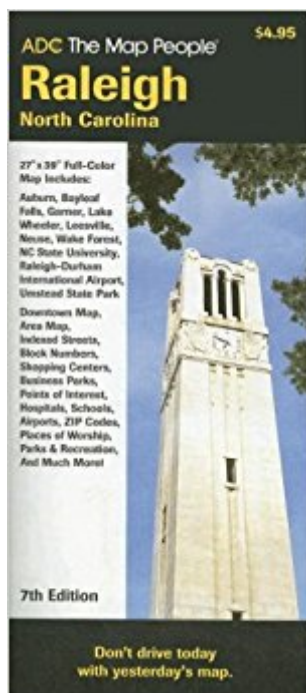 $4.95
ADC The Map People®
Raleigh
North Carolina
27" x 39" Full-Color
Map Includes:
Auburn, Bayleaf
Falls, Garner, Lake
Wheeler, Leesville,
Neuse, Wake Forest,
NC State University,
Raleigh-Durham
International Airport,
Umstead State Park
Downtown Map,
Area Map,
Indexed Streets,
Block Numbers,
Shopping Centers,
Business Parks,
Points of Interest,
Hospitals, Schools,
Airports, ZIP Codes,
Places of Worship,
Parks & Recreation,
And Much More!
7th Edition
Don't drive today
with yesterday's map.